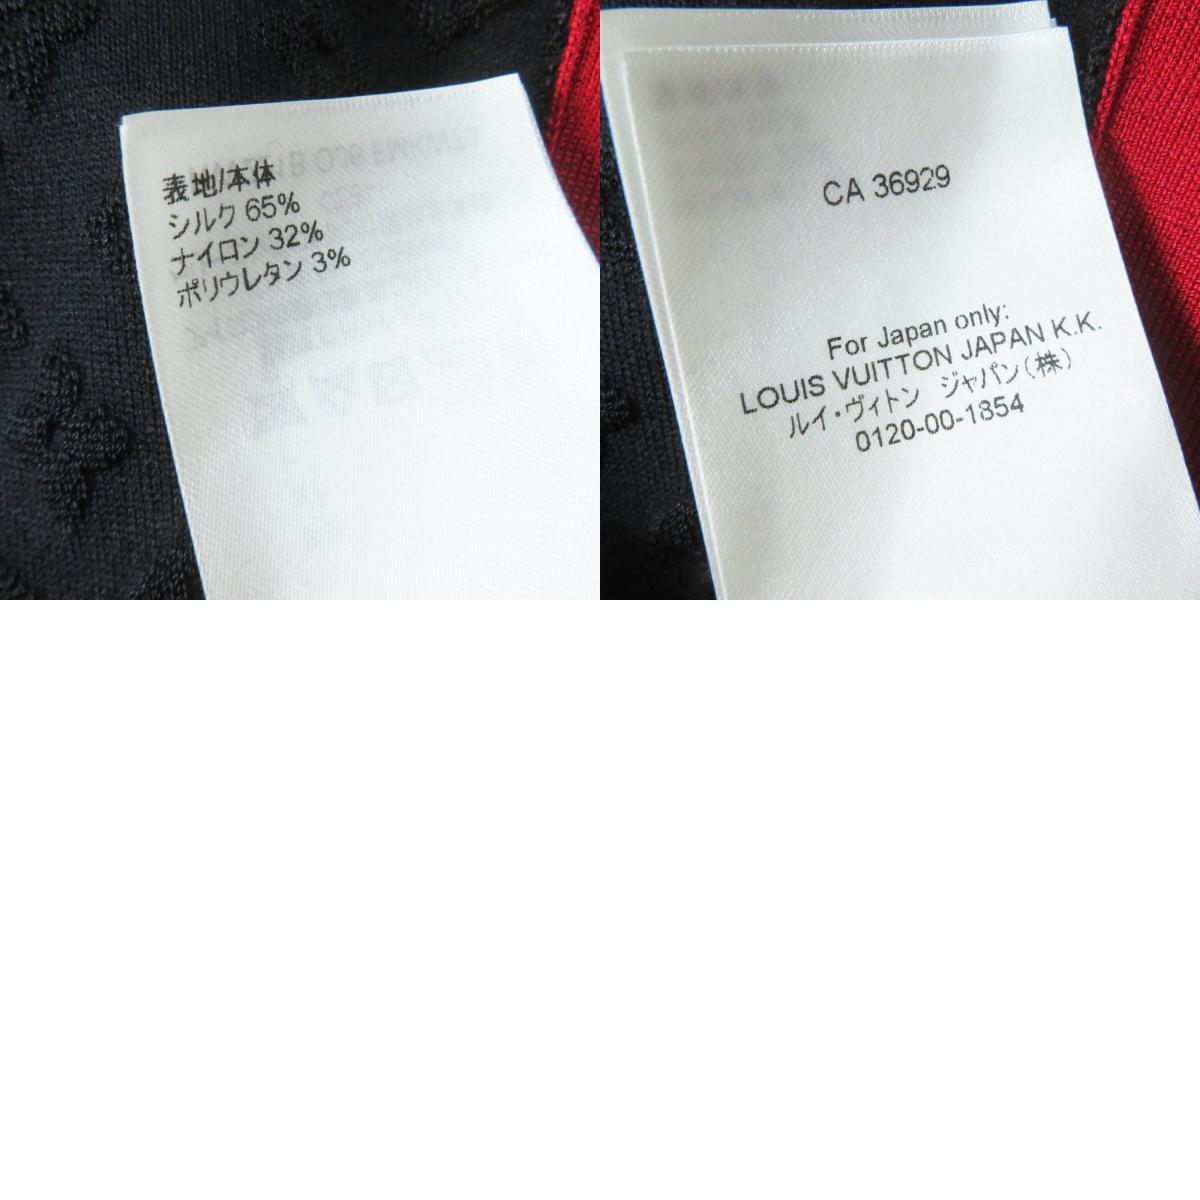 表地/本体
シルク 65%
ナイロン 32%
ポリウレタン 3%
CA 36929
For Japan only:
LOUIS VUITTON JAPAN K.K.
ルイ・ヴィトン ジャパン(株)
0120-00-1854